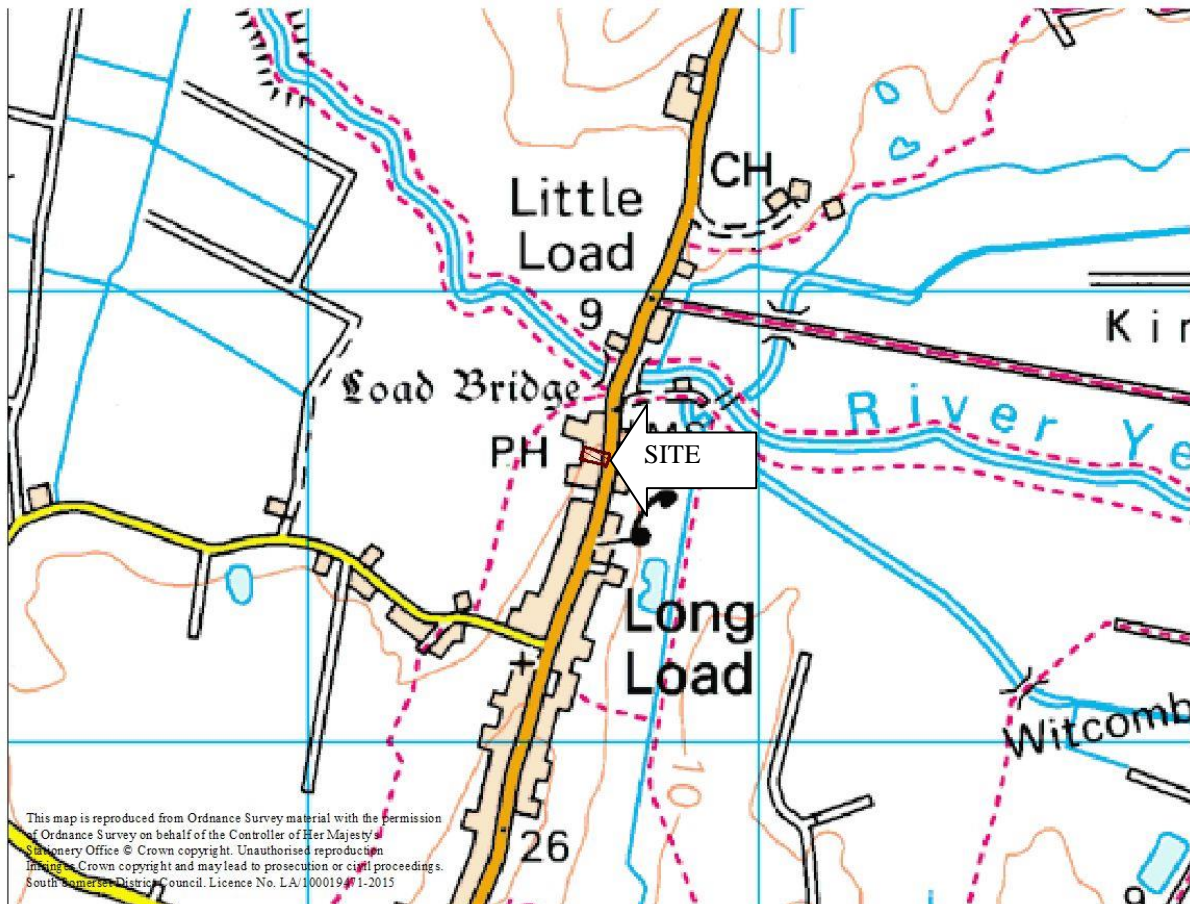 CH
Little
Load
9
Kir
Load Bridge
River Ye
PH
SITE
Long
Load
10
Witcomb
26
9
This map is reproduced from Ordnance Survey material with the permission
of Ordnance Survey on behalf of the Controller of Her Majesty's
Stationery Office © Crown copyright. Unauthorised reproduction
infringes Crown copyright and may lead to prosecution or civil proceedings.
South Somerset District Council. Licence No. LA/100019471-2015